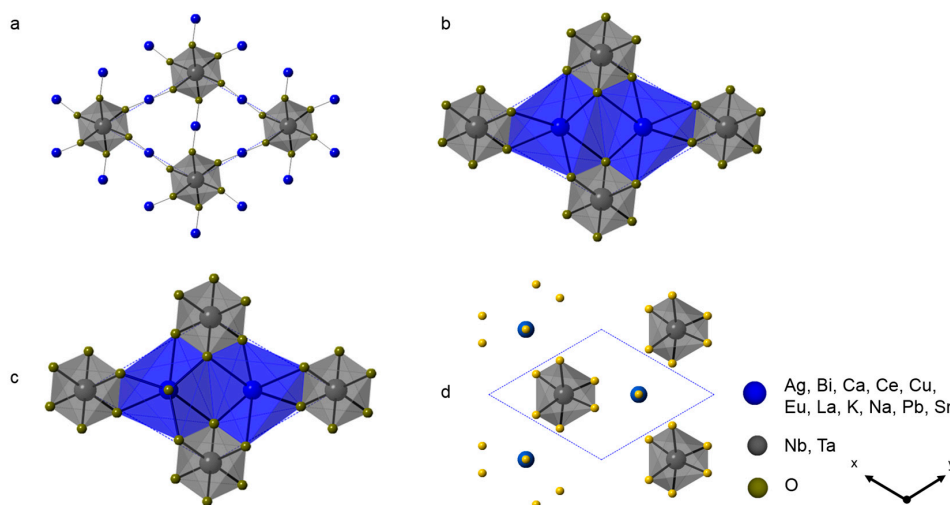 a
b
c
d
Ag, Bi, Ca, Ce, Cu,
Eu, La, K, Na, Pb, Sr
Nb, Ta
O
x
y